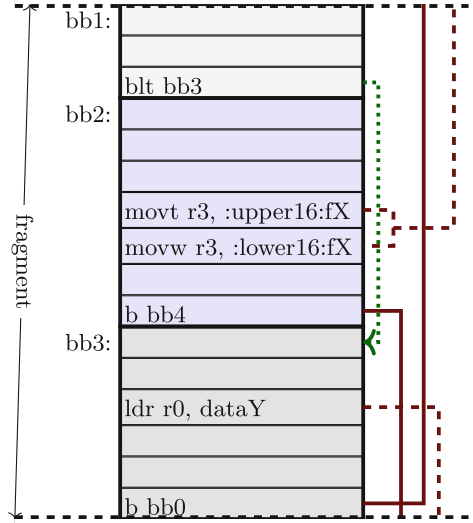 bb1:
blt bb3
bb2:
movt r3, :upper16:fX
fragment
movw r3, :lower16:fX
b bb4
bb3:
ldr r0, dataY
b bb0